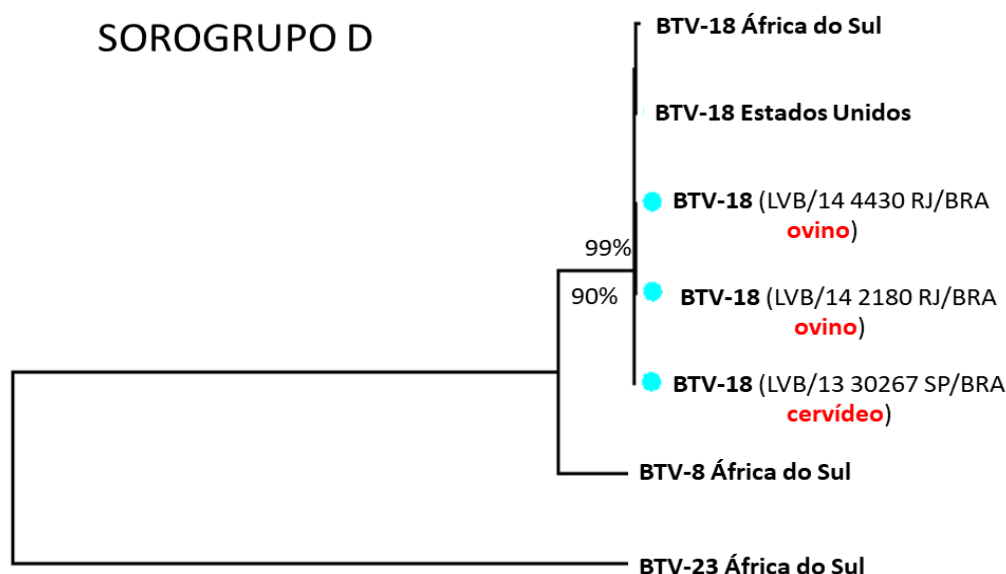 SOROGRUPO D
BTV-18 África do Sul
BTV-18 Estados Unidos
BTV-18 (LVB/14 4430 RJ/BRA
ovino)
99%
90%
BTV-18 (LVB/14 2180 RJ/BRA
ovino)
BTV-18 (LVB/13 30267 SP/BRA
cervídeo)
BTV-8 África do Sul
BTV-23 África do Sul